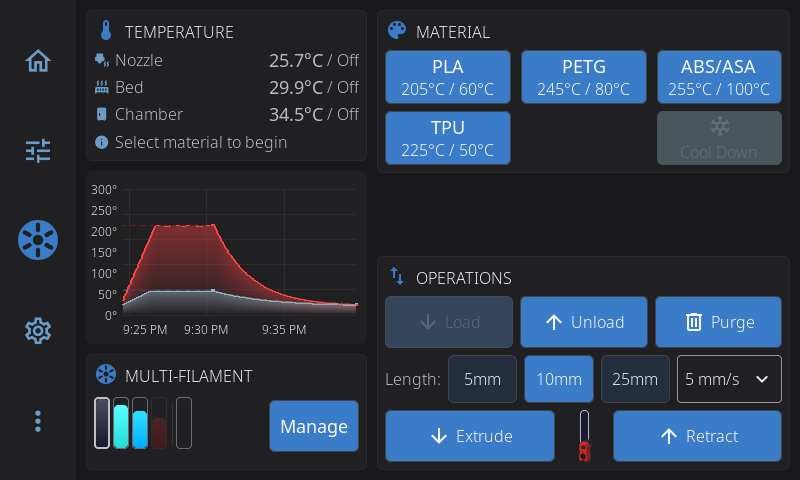 TEMPERATURE
Nozzle 25.7°C / Off
Bed 29.9°C / Off
Chamber 34.5°C / Off
Select material to begin
300°
250°
200°
150°
100°
50°
0°
9:25 PM 9:30 PM 9:35 PM
MULTI-FILAMENT
Manage
MATERIAL
PLA
205°C / 60°C
PETG
245°C / 80°C
ABS/ASA
255°C / 100°C
TPU
225°C / 50°C
Cool Down
OPERATIONS
Load Unload Purge
Length: 5mm 10mm 25mm 5 mm/s
Extrude Retract